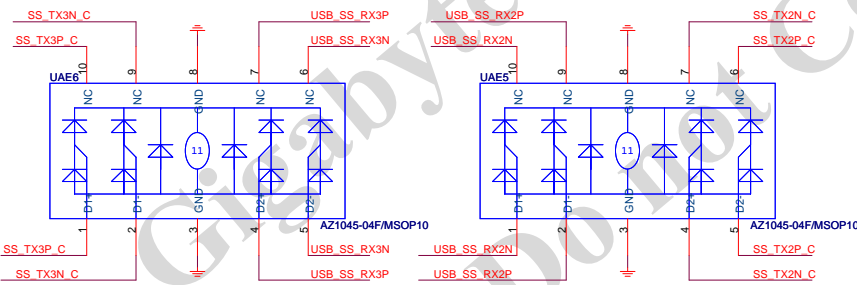 SS_TX3N_C
USB_SS_RX3P
USB_SS_RX2P
SS_TX2N_C
SS_TX3P_C
USB_SS_RX3N
USB_SS_RX2N
SS_TX2P_C
10
9
8
7
6
10
9
8
7
6
UAE6
UAE5
NC
NC
GND
NC
NC
NC
NC
GND
NC
NC
11
11
D1+
D1-
GND
D2+
D2-
D1+
D1-
GND
D2+
D2-
AZ1045-04F/MSOP10
AZ1045-04F/MSOP10
1
2
3
4
5
1
2
3
4
5
SS_TX3P_C
USB_SS_RX3N
USB_SS_RX2N
SS_TX2P_C
SS_TX3N_C
USB_SS_RX3P
USB_SS_RX2P
SS_TX2N_C
Gigabyte
Do not C